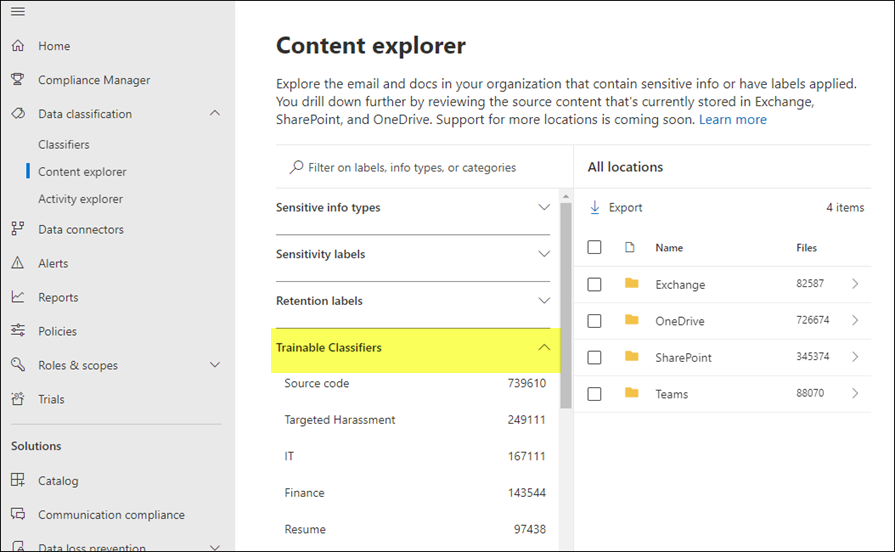 Home
Compliance Manager
Data classification
Classifiers
Content explorer
Activity explorer
Data connectors
Alerts
Reports
Policies
Roles & scopes
Trials
Solutions
Catalog
Communication compliance
Data loss prevention
Content explorer
Explore the email and docs in your organization that contain sensitive info or have labels applied.
You drill down further by reviewing the source content that's currently stored in Exchange,
SharePoint, and OneDrive. Support for more locations is coming soon. Learn more
Filter on labels, info types, or categories
Sensitive info types
Sensitivity labels
Retention labels
Trainable Classifiers
Source code 739610
Targeted Harassment 249111
IT 167111
Finance 143544
Resume 97438
All locations
Export 4 items
Name Files
Exchange 82587
OneDrive 726674
SharePoint 345374
Teams 88070